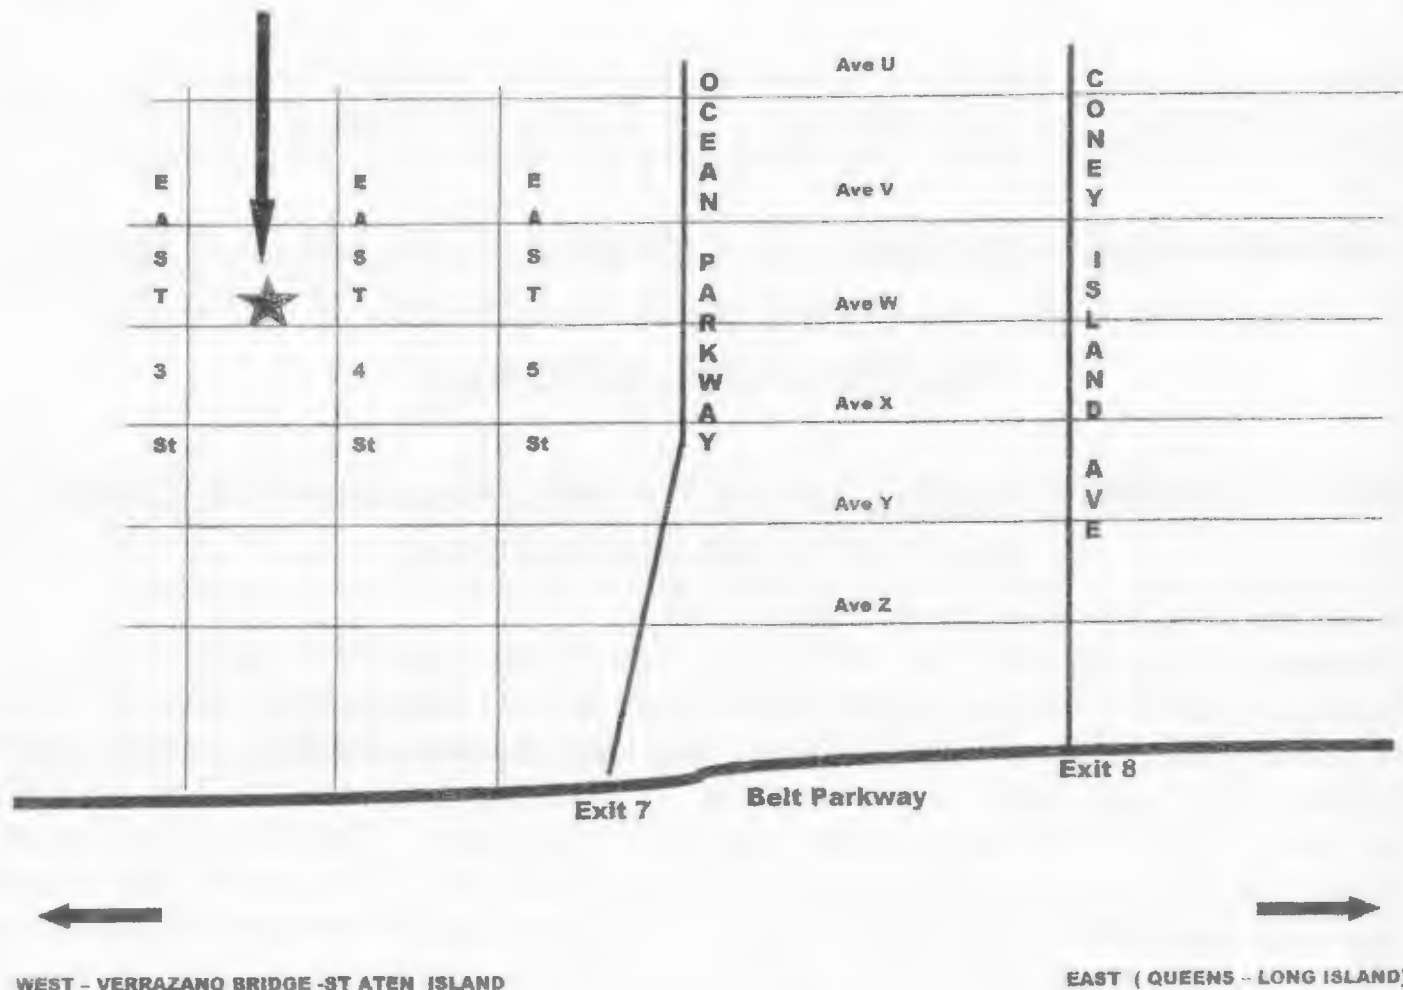 Ave U
Ave V
Ave W
Ave X
Ave Y
Ave Z
EAST 3 St
EAST 4 St
EAST 5 St
OCEAN PARKWAY
CONEY ISLAND AVE
Exit 7
Belt Parkway
Exit 8
WEST - VERRAZANO BRIDGE -ST ATEN ISLAND
EAST ( QUEENS - LONG ISLAND)